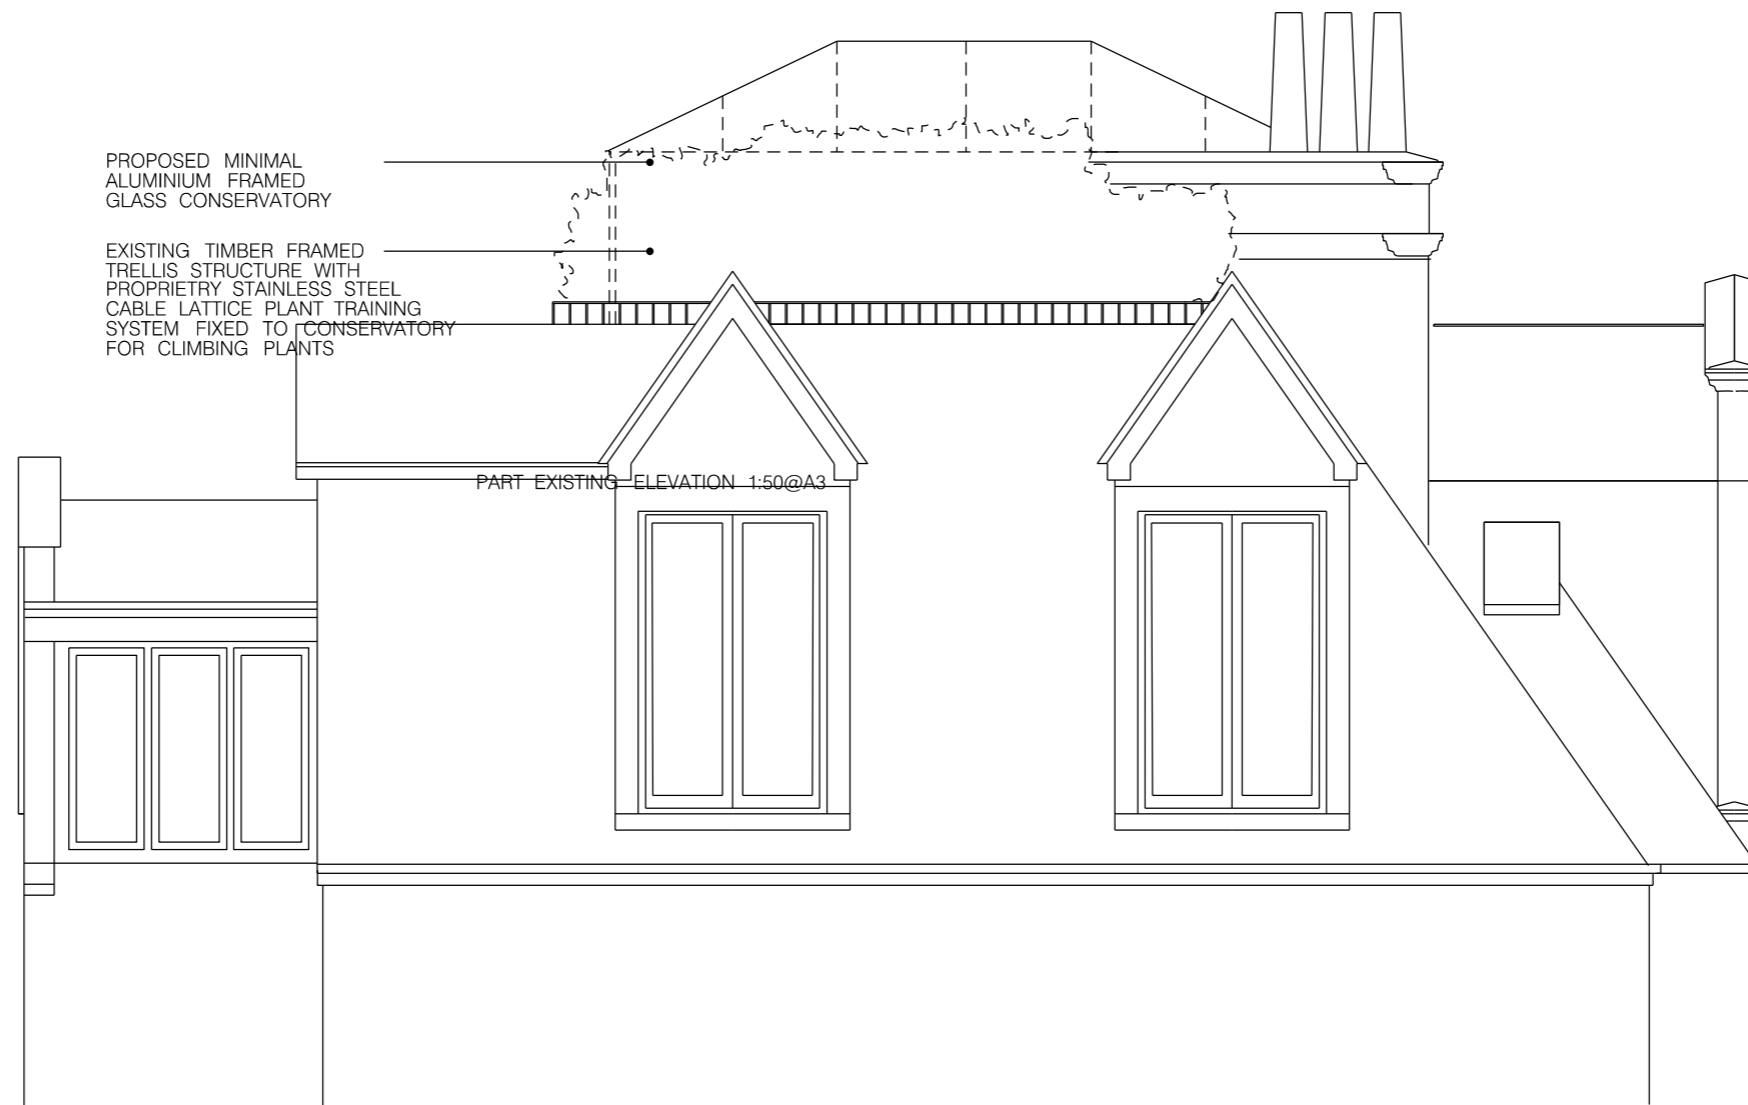 PROPOSED MINIMAL
ALUMINIUM FRAMED
GLASS CONSERVATORY
EXISTING TIMBER FRAMED
TRELLIS STRUCTURE WITH
PROPRIETRY STAINLESS STEEL
CABLE LATTICE PLANT TRAINING
SYSTEM FIXED TO CONSERVATORY
FOR CLIMBING PLANTS
PART EXISTING ELEVATION 1:50@A3